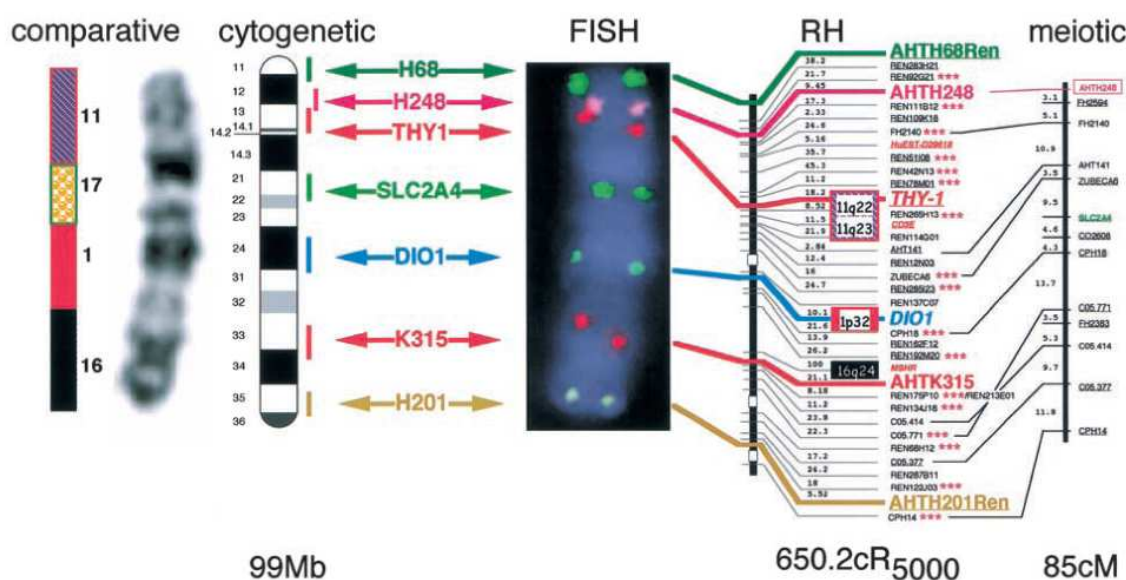 comparative
cytogenetic
FISH
RH
meiotic
11
17
1
16
11
12
13
14.1
14.2
14.3
21
22
23
24
31
32
33
34
35
36
H68
H248
THY1
SLC2A4
DIO1
K315
H201
AHTH68Ren
38.2
REN283H21
21.7
REN92G21 ***
9.45
AHTH248
17.3
REN111B12 ***
2.33
REN109K16
24.6
FH2140 ***
5.16
HuEST-D29618
35.7
REN51I08 ***
45.3
REN42N13 ***
11.2
REN78M01 ***
18.2
THY-1
8.52
11q22
11q23
REN265H13 ***
11.5
CD3E
21.9
REN114G01
2.84
AHT141
12.4
REN12N03
16
ZUBECA6 ***
24.7
REN285I23 ***
REN137C07
10.1
1p32
DIO1
21.6
CPH18 ***
13.9
REN162F12
26.2
REN192M20 ***
100
16q24
MSHR
21.1
AHTK315
8.18
REN175P10 ***/REN213E01
11.2
REN134J18 ***
23.8
C05.414
22.3
C05.771 ***
REN68H12 ***
17.2
C05.377
24.2
REN287B11
18
REN122J03 ***
5.52
AHTH201Ren
CPH14 ***
AHTH248
3.1
FH2594
5.1
FH2140
10.9
AHT141
3.5
ZUBECA6
9.5
SLC2A4
4.6
CO2608
4.3
CPH18
13.7
C05.771
3.5
FH2383
5.3
C05.414
9.7
C05.377
11.8
CPH14
99Mb
650.2cR5000
85cM